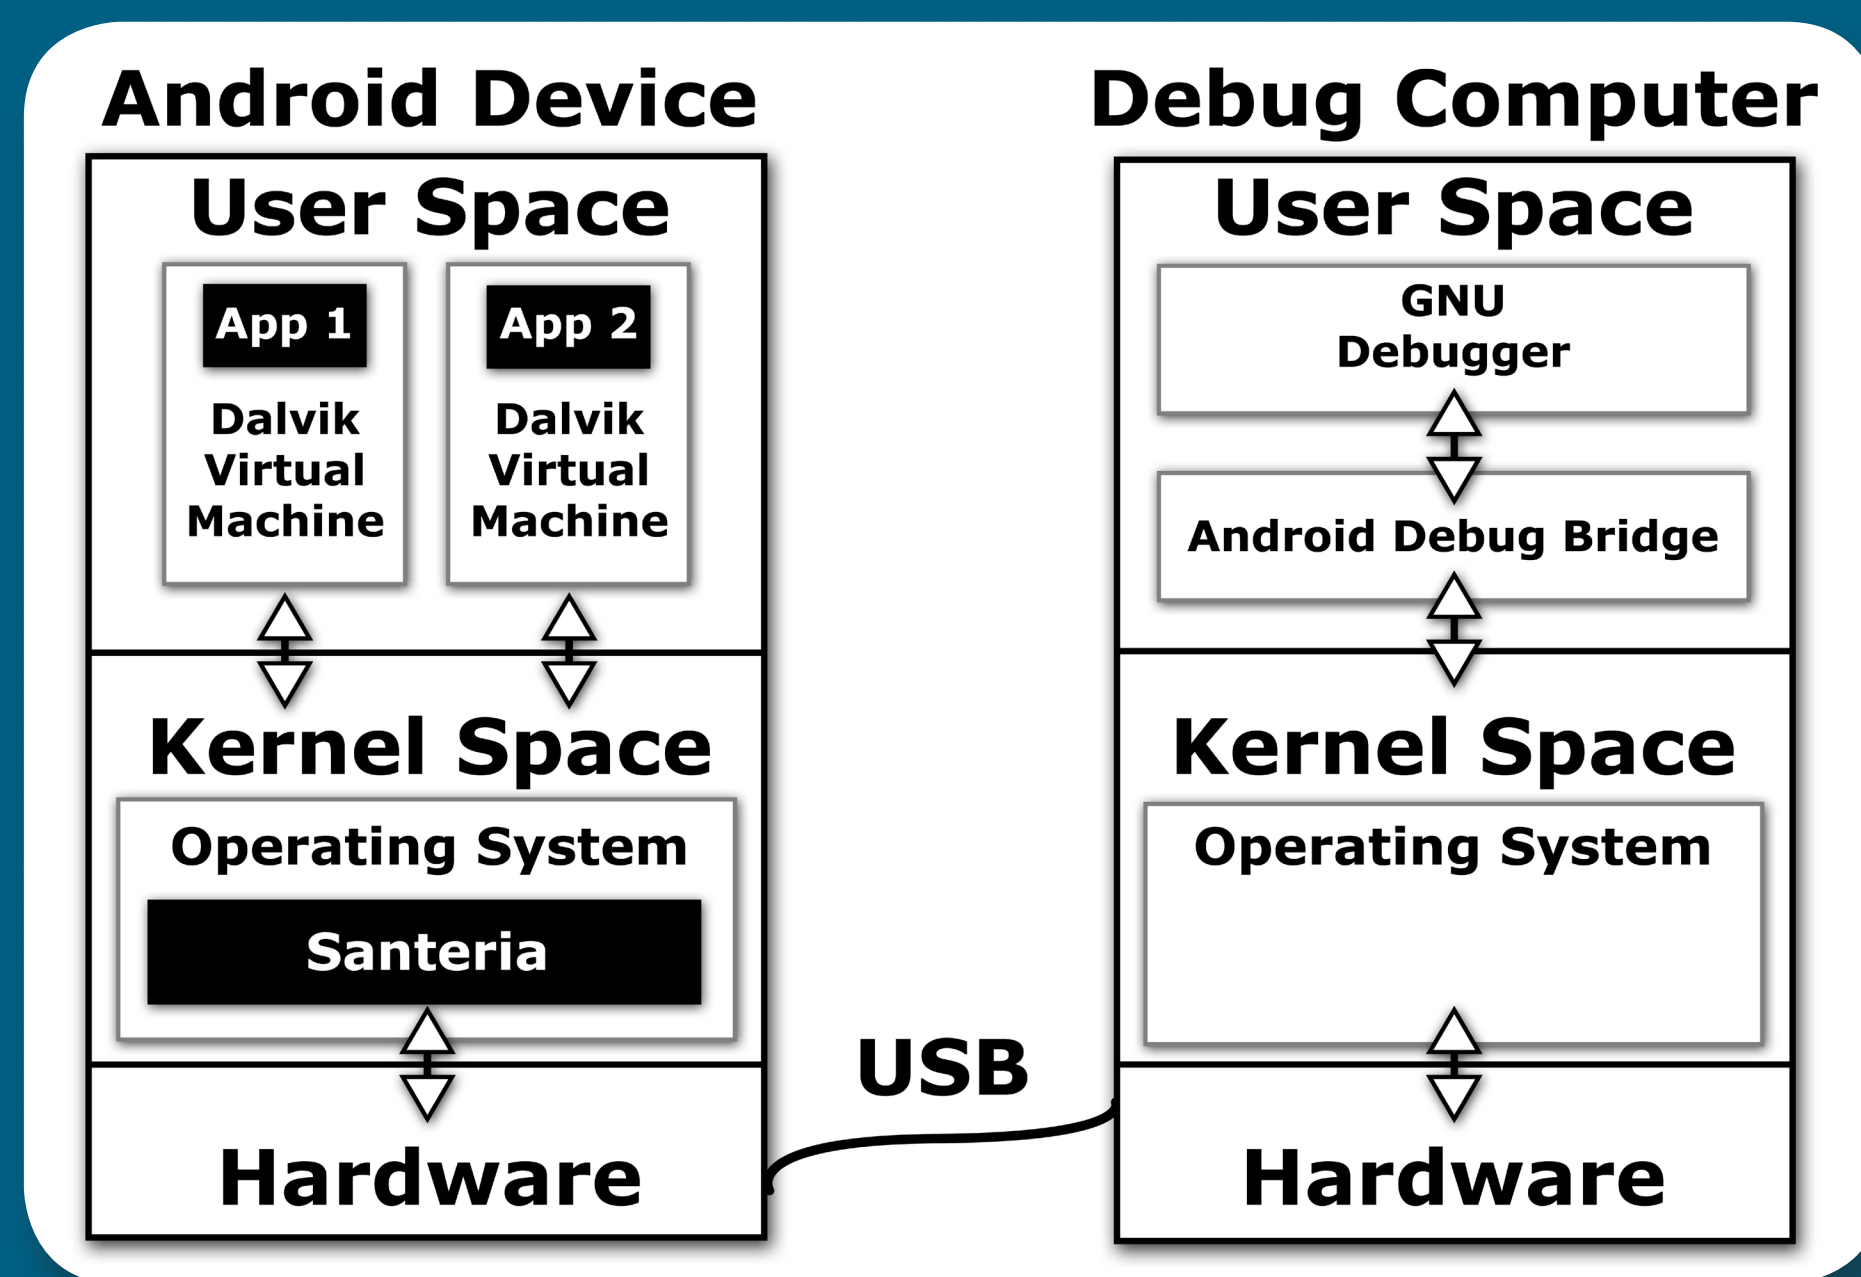 Android Device
User Space
App 1
Dalvik
Virtual
Machine
App 2
Dalvik
Virtual
Machine
Kernel Space
Operating System
Santeria
Hardware
USB
Debug Computer
User Space
GNU
Debugger
Android Debug Bridge
Kernel Space
Operating System
Hardware